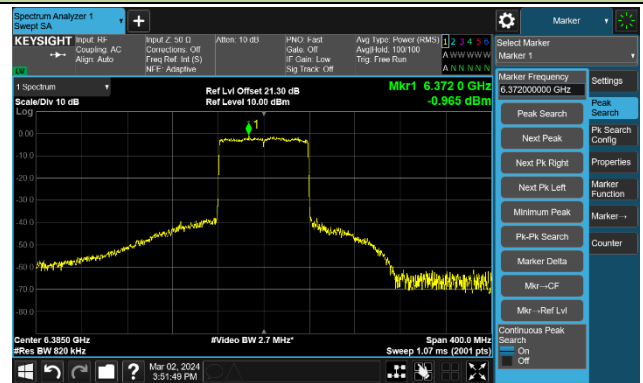 Spectrum Analyzer 1
Swept SA
KEYSIGHT
Input: RF
Coupling: AC
Align: Auto
Input Z: 50 Ω
Corrections: Off
Freq Ref: Int (S)
NFE: Adaptive
Atten: 10 dB
PNO: Fast
Gate: Off
IF Gain: Low
Sig Track: Off
Avg Type: Power (RMS)
Avg|Hold: 100/100
Trig: Free Run
1 2 3 4 5 6
A W W W W W
A N N N N N
LW
1 Spectrum
Scale/Div 10 dB
Log
Ref Lvl Offset 21.30 dB
Ref Level 10.00 dBm
Mkr1 6.372 0 GHz
-0.965 dBm
1
0.00
-10.0
-20.0
-30.0
-40.0
-50.0
-60.0
-70.0
-80.0
Center 6.3850 GHz
#Res BW 820 kHz
#Video BW 2.7 MHz*
Span 400.0 MHz
Sweep 1.07 ms (2001 pts)
Mar 02, 2024
3:51:49 PM
?
Marker
Select Marker
Marker 1
Marker Frequency
6.372000000 GHz
Peak Search
Next Peak
Next Pk Right
Next Pk Left
Minimum Peak
Pk-Pk Search
Marker Delta
Mkr→CF
Mkr→Ref Lvl
Continuous Peak
Search
On
Off
Settings
Peak
Search
Pk Search
Config
Properties
Marker
Function
Marker→
Counter